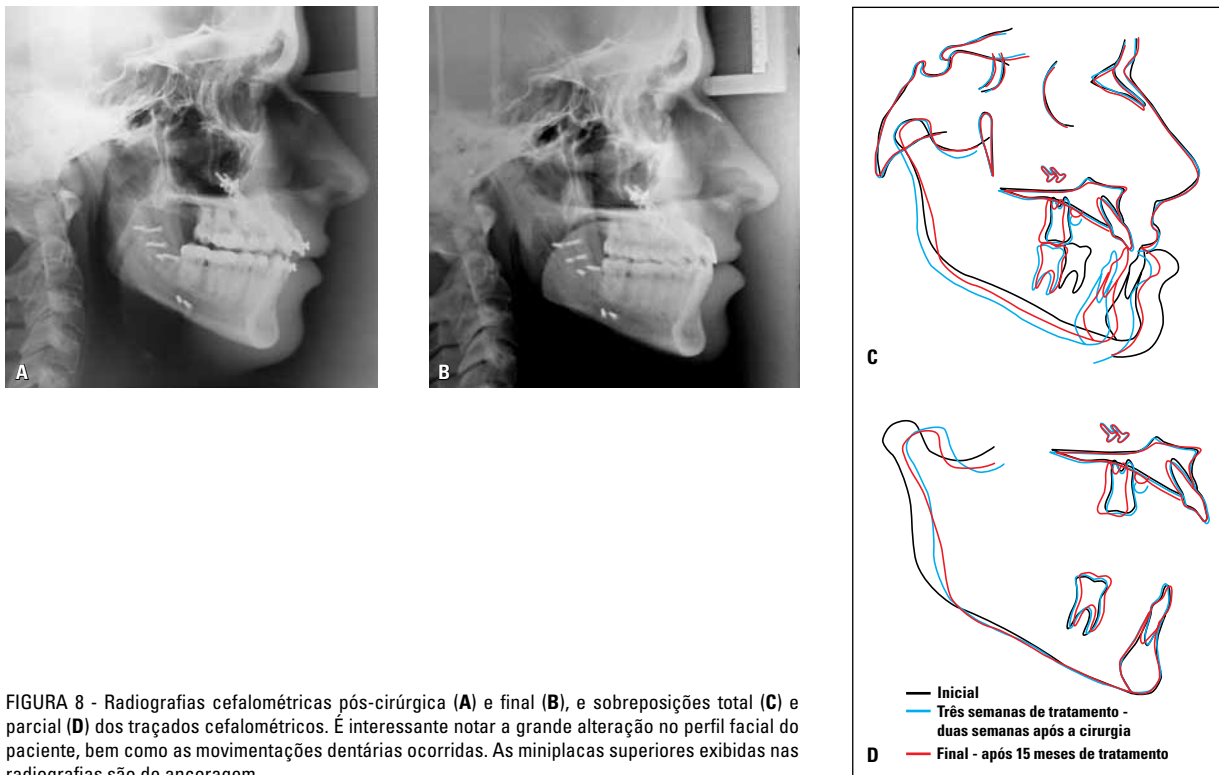 A
B
C
Inicial
Três semanas de tratamento -
duas semanas após a cirurgia
D
Final - após 15 meses de tratamento
FIGURA 8 - Radiografias cefalométricas pós-cirúrgica (A) e final (B), e sobreposições total (C) e
parcial (D) dos traçados cefalométricos. É interessante notar a grande alteração no perfil facial do
paciente, bem como as movimentações dentárias ocorridas. As miniplacas superiores exibidas nas
radiografias são de ancoragem